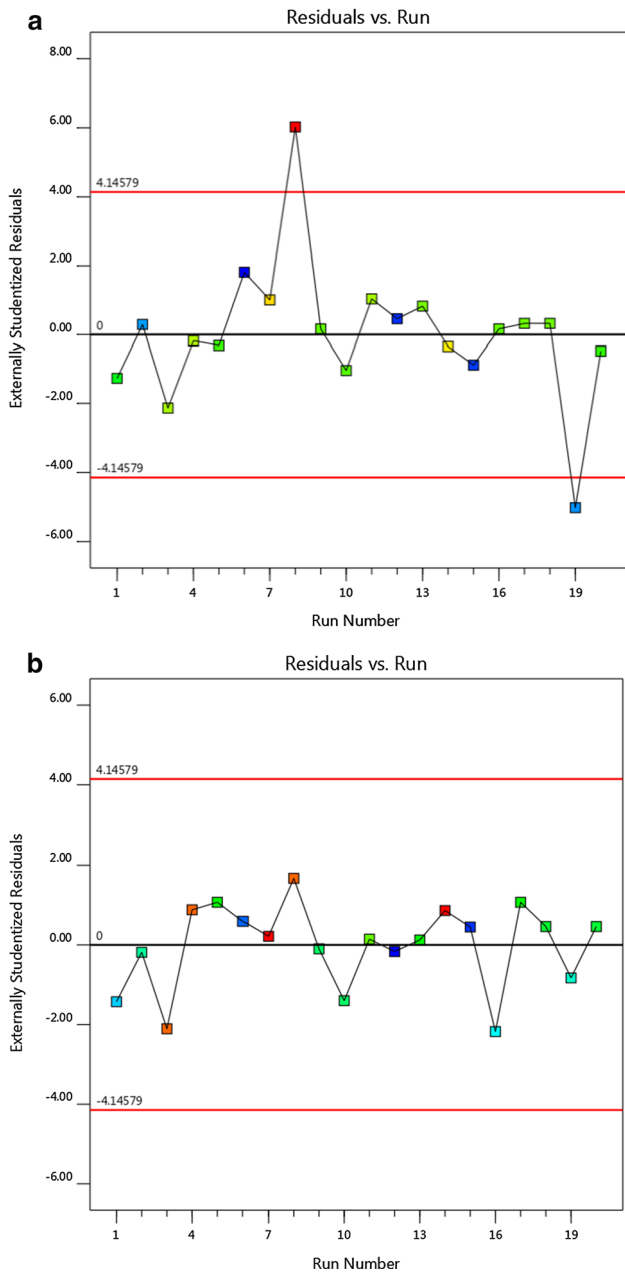 a
Residuals vs. Run
Externally Studentized Residuals
8.00
6.00
4.14579
4.00
2.00
0
0.00
-2.00
-4.14579
-4.00
-6.00
1 4 7 10 13 16 19
Run Number
b
Residuals vs. Run
Externally Studentized Residuals
6.00
4.14579
4.00
2.00
0
0.00
-2.00
-4.14579
-4.00
-6.00
1 4 7 10 13 16 19
Run Number